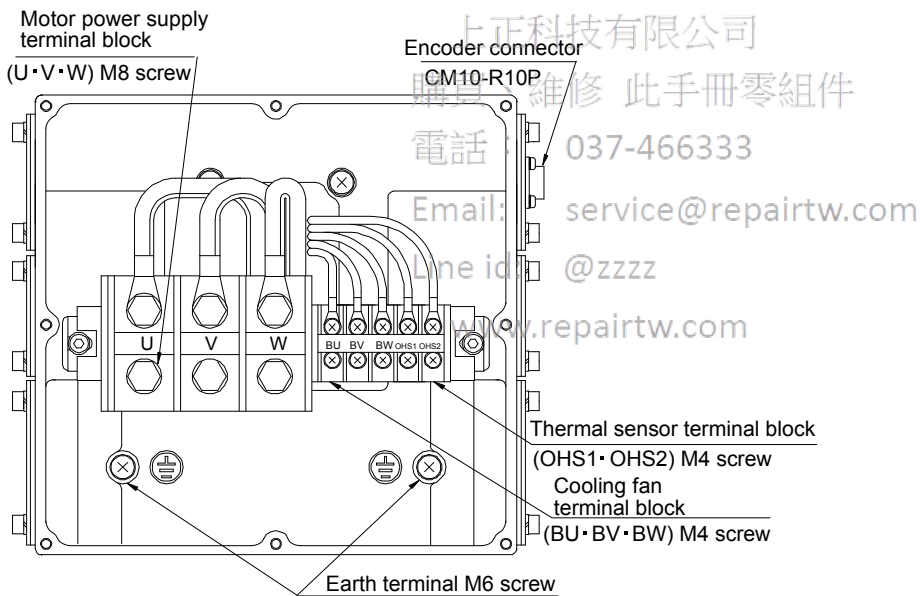 Motor power supply
terminal block
(U･V･W) M8 screw
上正科技有限公司
Encoder connector
CM10-R10P
購買、維修 此手冊零組件
電話： 037-466333
Email: service@repairtw.com
Line id: @zzzz
www.repairtw.com
U V W BU BV BW OHS1 OHS2
Thermal sensor terminal block
(OHS1･OHS2) M4 screw
Cooling fan
terminal block
(BU･BV･BW) M4 screw
Earth terminal M6 screw